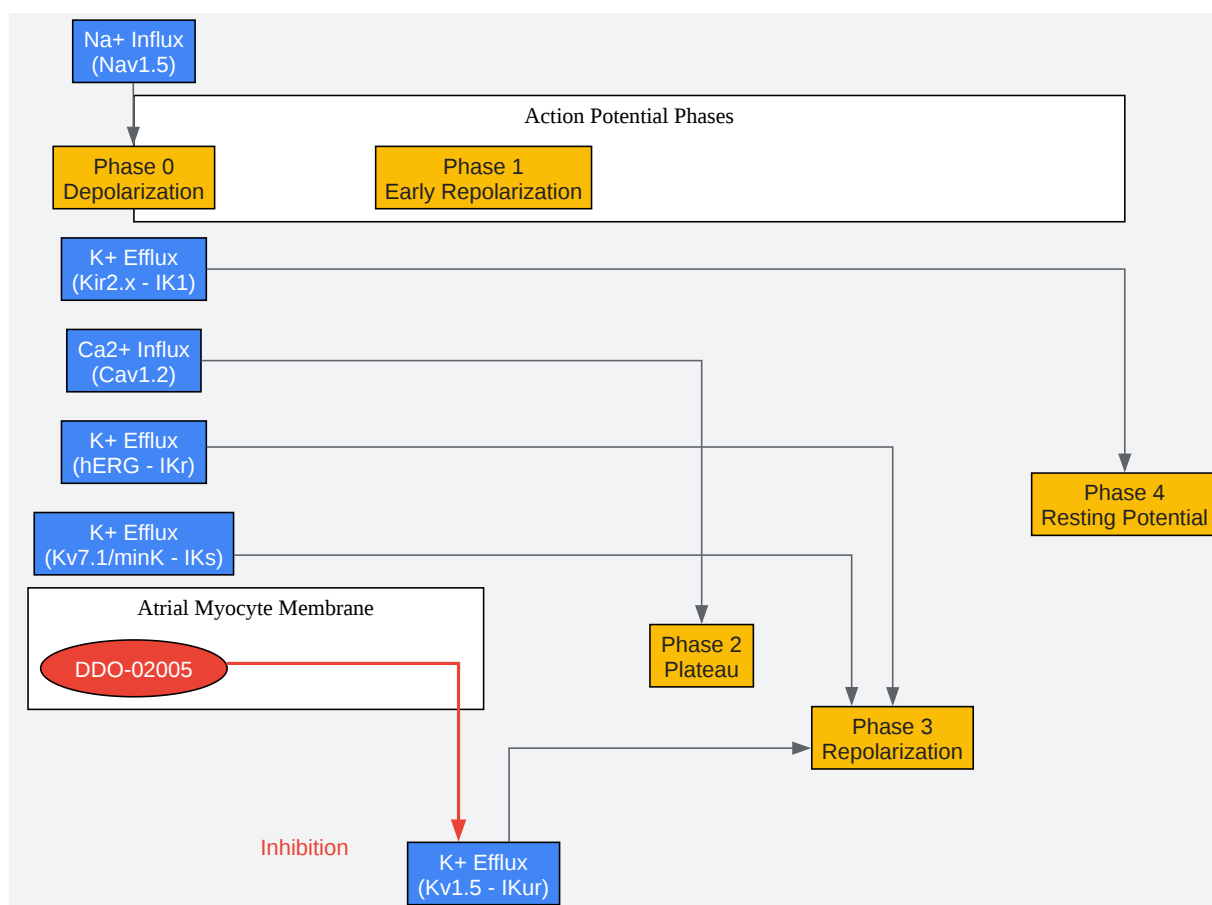 Na+ Influx
(Nav1.5)
Action Potential Phases
Phase 0
Depolarization
Phase 1
Early Repolarization
K+ Efflux
(Kir2.x - IK1)
Ca2+ Influx
(Cav1.2)
K+ Efflux
(hERG - IKr)
Phase 4
Resting Potential
K+ Efflux
(Kv7.1/minK - IKs)
Atrial Myocyte Membrane
DDO-02005
Phase 2
Plateau
Phase 3
Repolarization
Inhibition
K+ Efflux
(Kv1.5 - IKur)